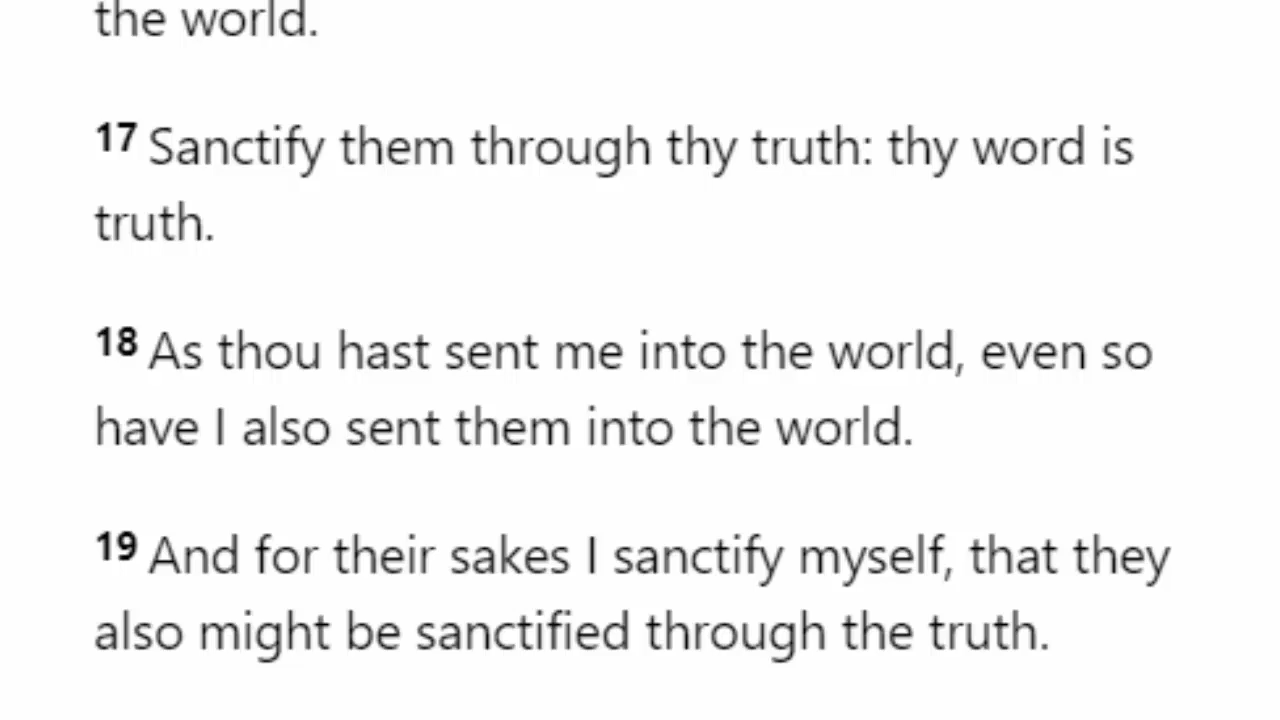 the world.
17 Sanctify them through thy truth: thy word is
truth.
18 As thou hast sent me into the world, even so
have I also sent them into the world.
19 And for their sakes I sanctify myself, that they
also might be sanctified through the truth.